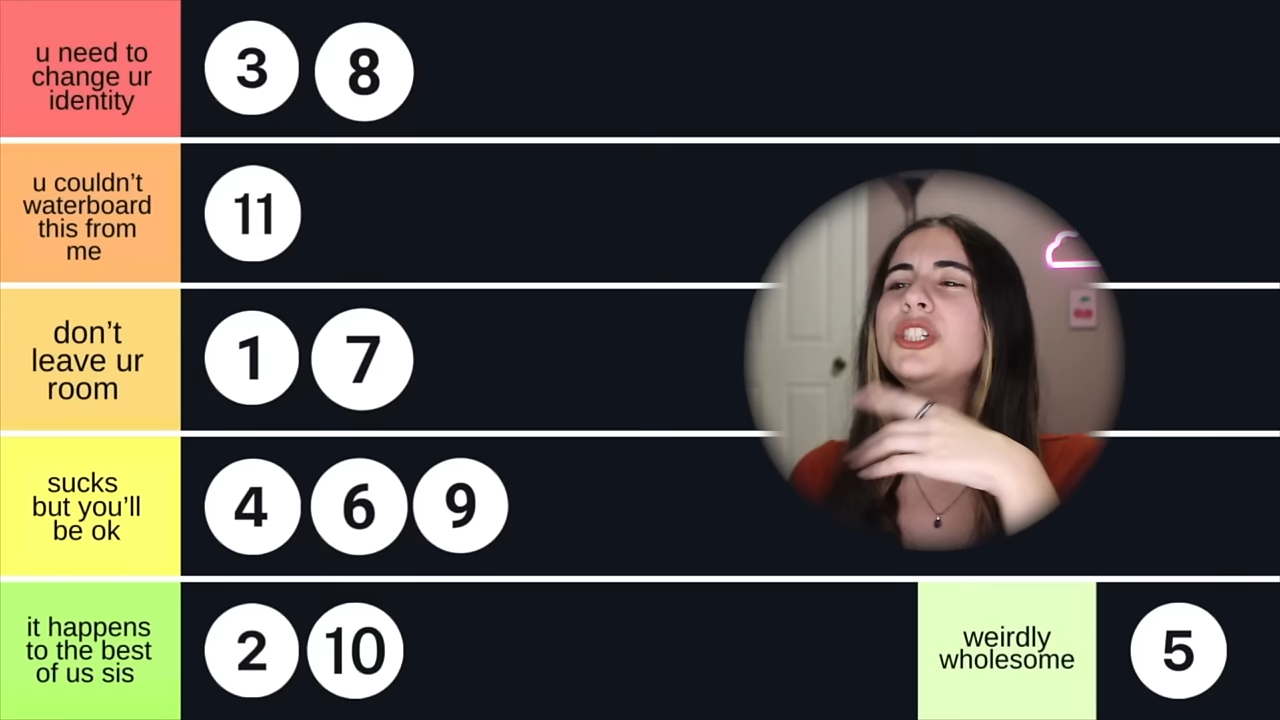 u need to
change ur
identity
3 8
u couldn't
waterboard
this from
me
11
don't
leave ur
room
1 7
sucks
but you'll
be ok
4 6 9
it happens
to the best
of us sis
2 10
weirdly
wholesome
5